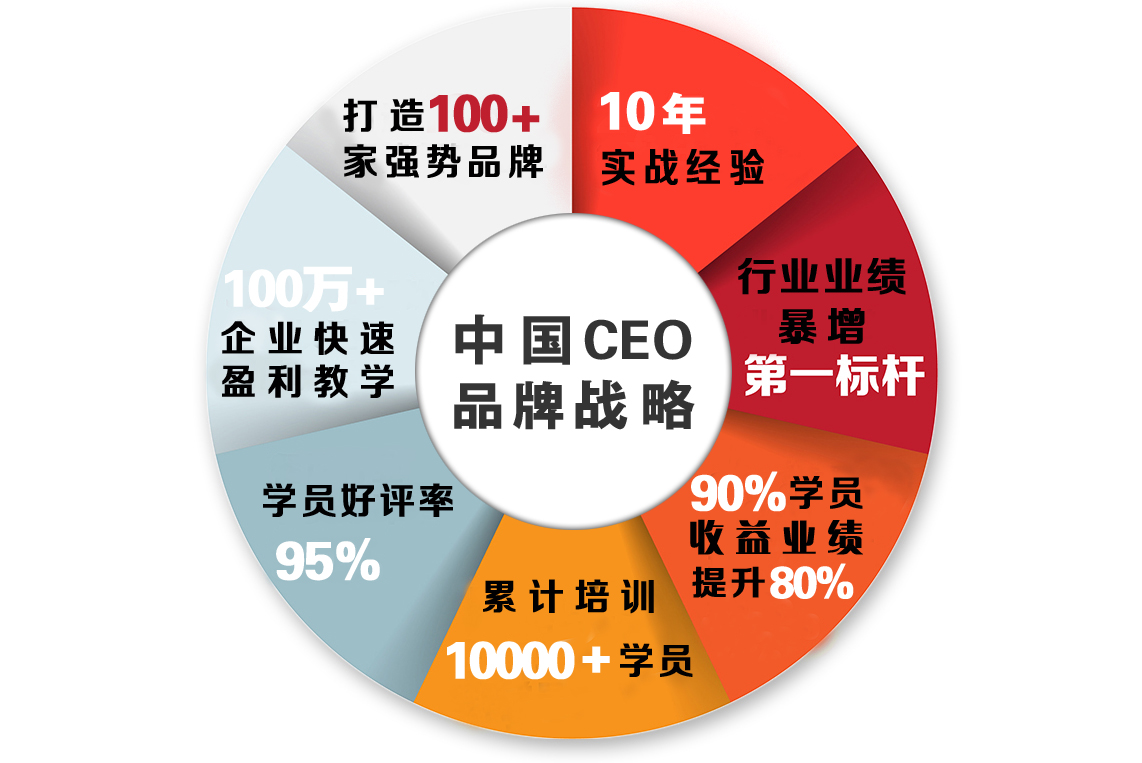 中国CEO
品牌战略
10年
实战经验
行业业绩
暴增
第一标杆
90%学员
收益业绩
提升80%
累计培训
10000+学员
学员好评率
95%
100万+
企业快速
盈利教学
打造100+
家强势品牌